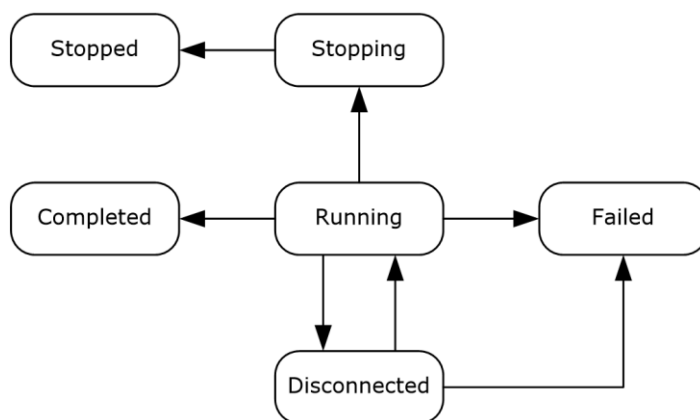 Stopped
Stopping
Completed
Running
Failed
Disconnected